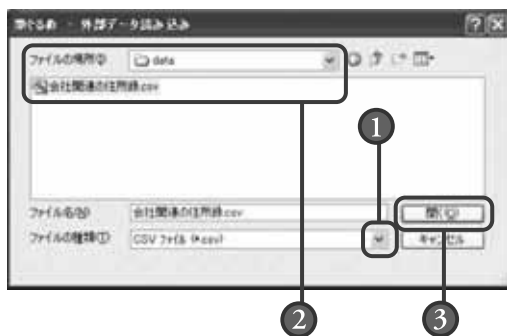 筆ぐるめ - 外部データ読み込み
ファイルの場所(I): data
会社関連の住所録.csv
1
ファイル名(N): 会社関連の住所録.csv 開く(O)
ファイルの種類(T): CSV ファイル (*.csv) キャンセル
2
3